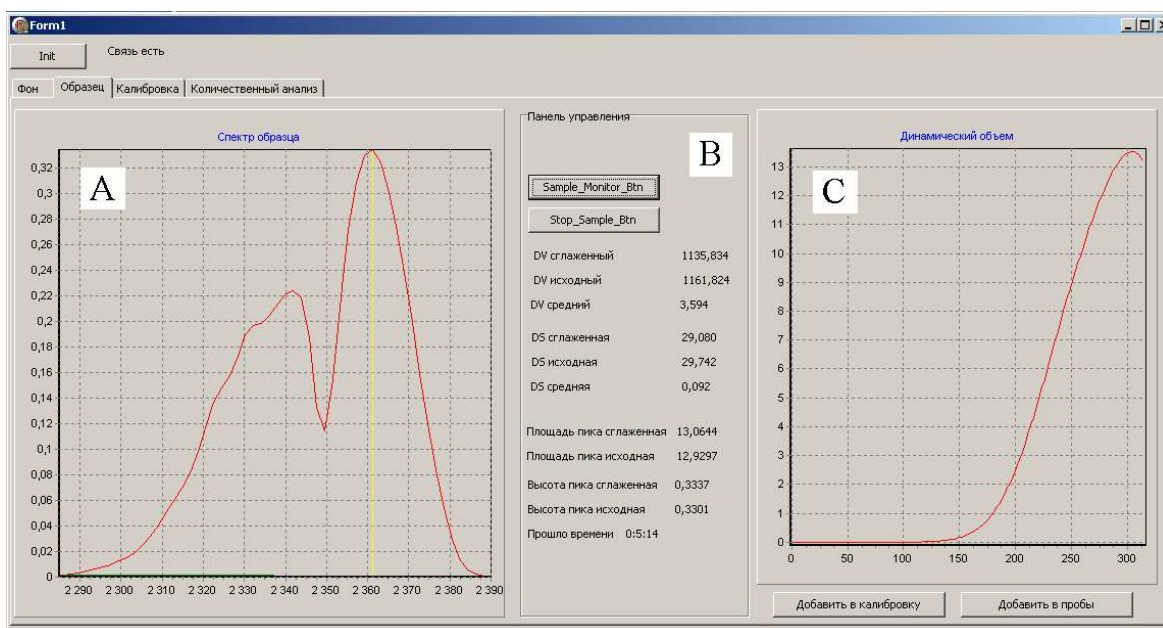 Form1
Init
Связь есть
Фон Образец Калибровка Количественный анализ
Спектр образца
A
0,32
0,3
0,28
0,26
0,24
0,22
0,2
0,18
0,16
0,14
0,12
0,1
0,08
0,06
0,04
0,02
0
2 290 2 300 2 310 2 320 2 330 2 340 2 350 2 360 2 370 2 380 2 390
Панель управления
B
Sample_Monitor_Btn
Stop_Sample_Btn
DV сглаженный 1135,834
DV исходный 1161,824
DV средний 3,594
DS сглаженная 29,080
DS исходная 29,742
DS средняя 0,092
Площадь пика сглаженная 13,0644
Площадь пика исходная 12,9297
Высота пика сглаженная 0,3337
Высота пика исходная 0,3301
Прошло времени 0:5:14
Динамический объем
C
13
12
11
10
9
8
7
6
5
4
3
2
1
0
0 50 100 150 200 250 300
Добавить в калибровку Добавить в пробы